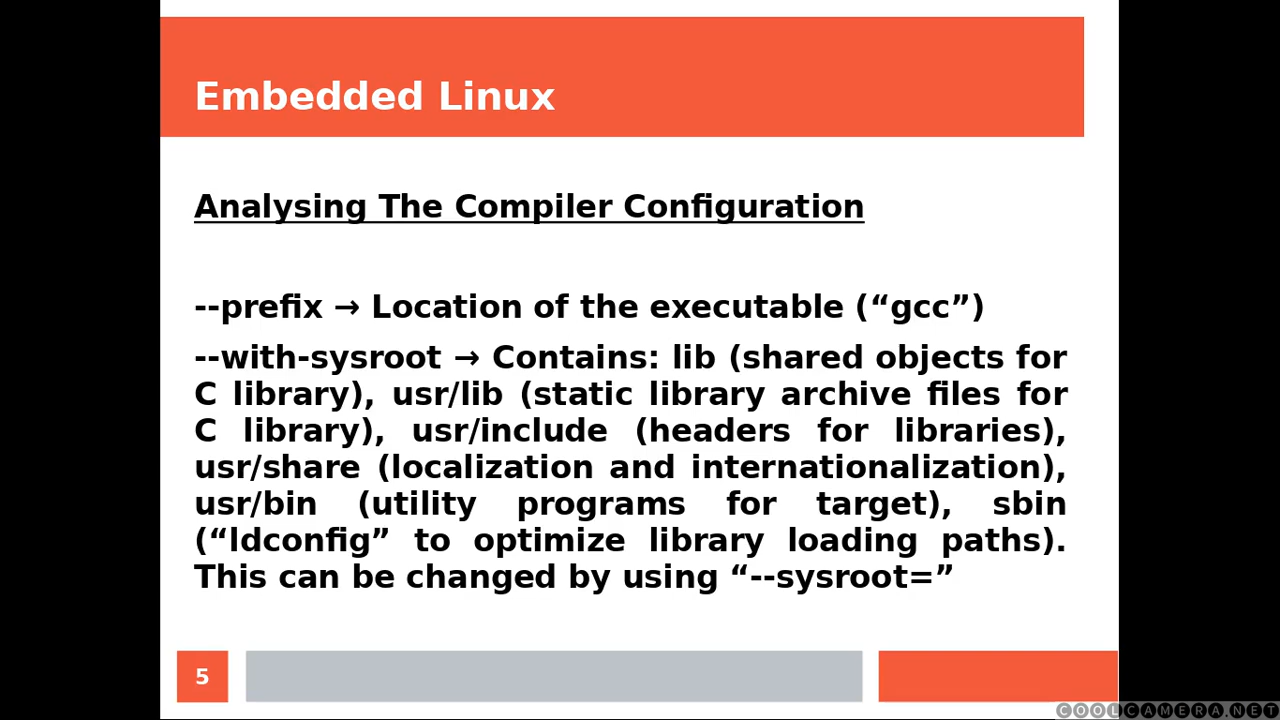 Embedded Linux
Analysing The Compiler Configuration
--prefix → Location of the executable (“gcc”)
--with-sysroot → Contains: lib (shared objects for
C library), usr/lib (static library archive files for
C library), usr/include (headers for libraries),
usr/share (localization and internationalization),
usr/bin (utility programs for target), sbin
(“ldconfig” to optimize library loading paths).
This can be changed by using “--sysroot=”
5
COOLCAMERA.NET